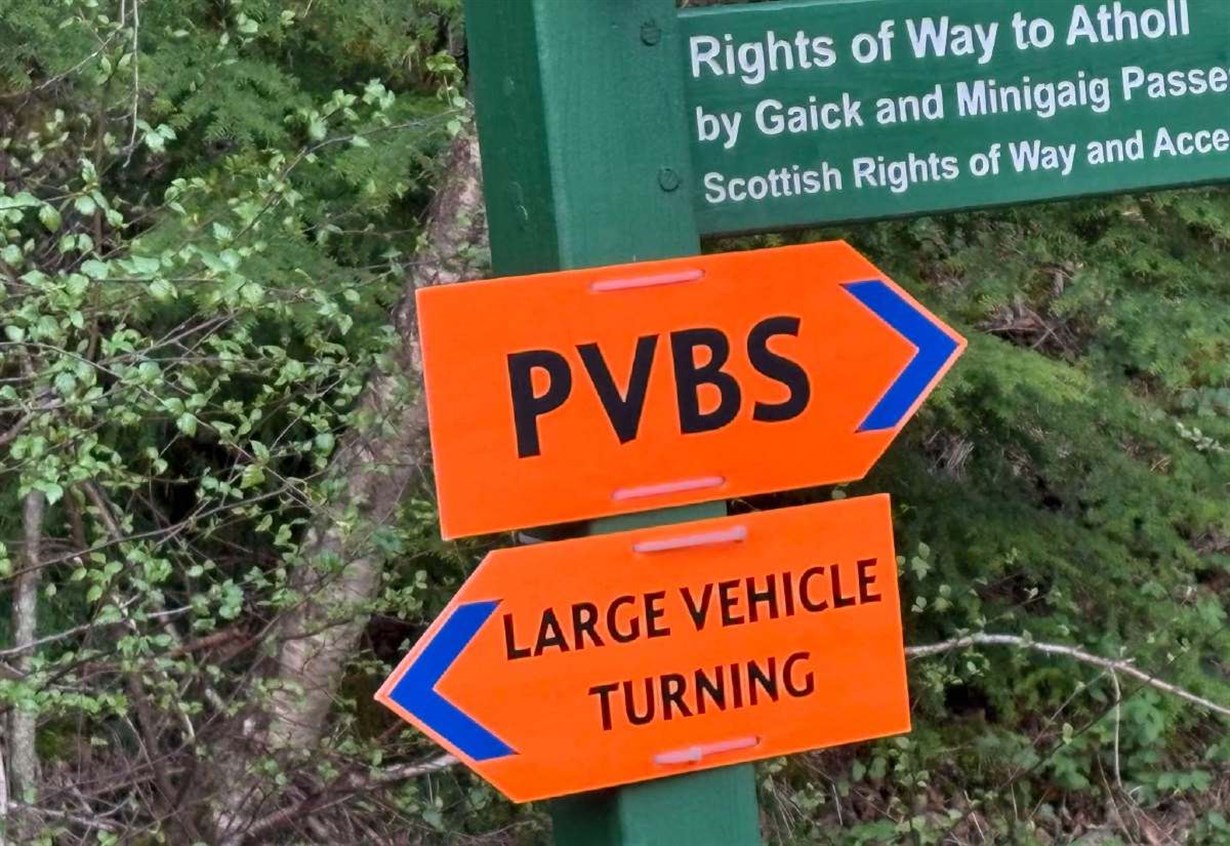 Rights of Way to Atholl
by Gaick and Minigaig
Scottish Rights of Way and
PVBS
LARGE VEHICLE
TURNING